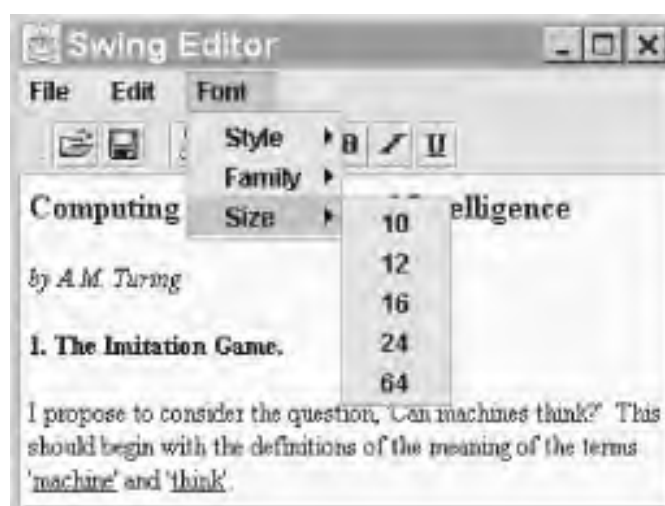 Swing Editor
File Edit Font
Style B I U
Family
Computing elligence
Size 10
12
by A.M. Turing
16
1. The Imitation Game. 24
64
I propose to consider the question, 'Can machines think?' This
should begin with the definitions of the meaning of the terms
'machine' and 'think'.